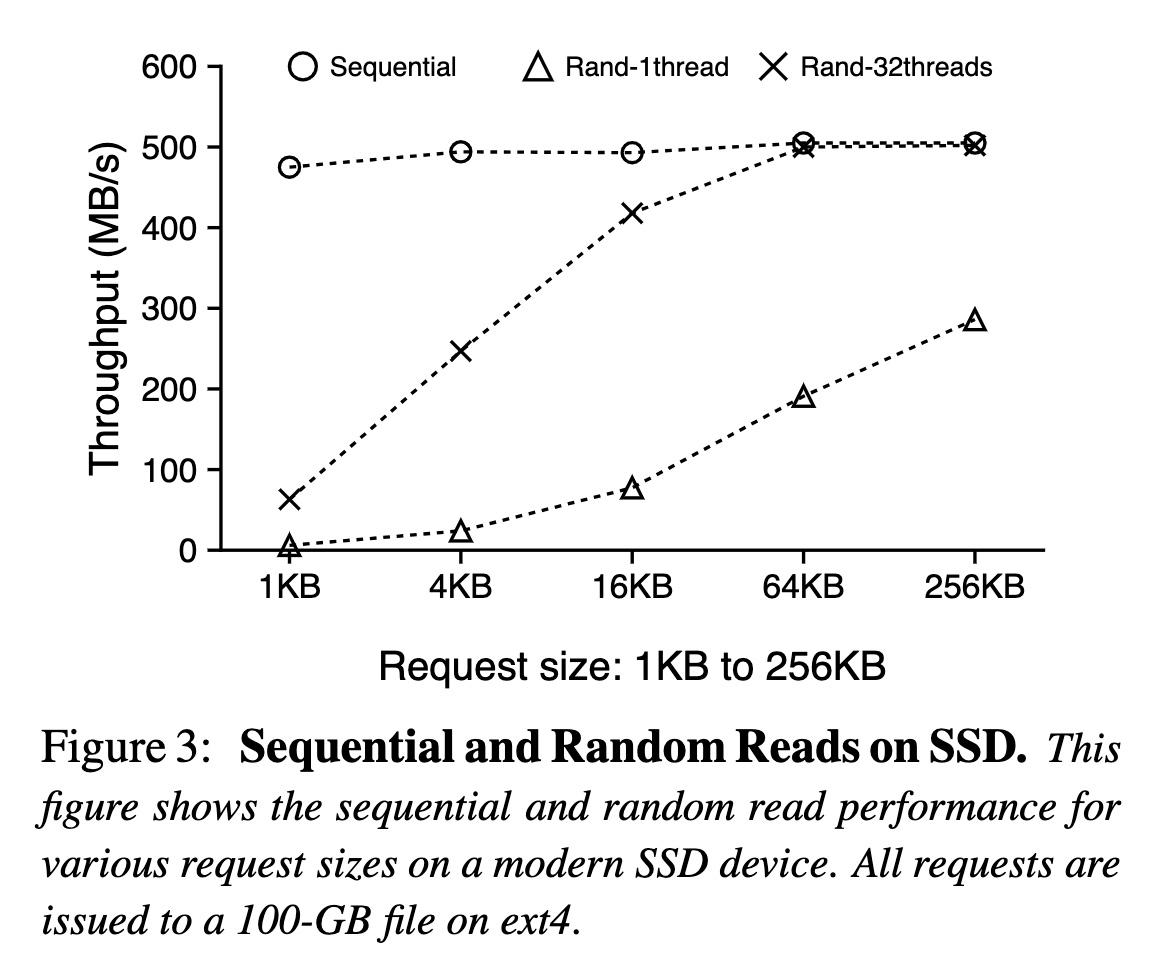 600
Sequential Rand-1thread Rand-32threads
500
400
300
200
100
0
Throughput (MB/s)
1KB 4KB 16KB 64KB 256KB
Request size: 1KB to 256KB
Figure 3: Sequential and Random Reads on SSD. This
figure shows the sequential and random read performance for
various request sizes on a modern SSD device. All requests are
issued to a 100-GB file on ext4.